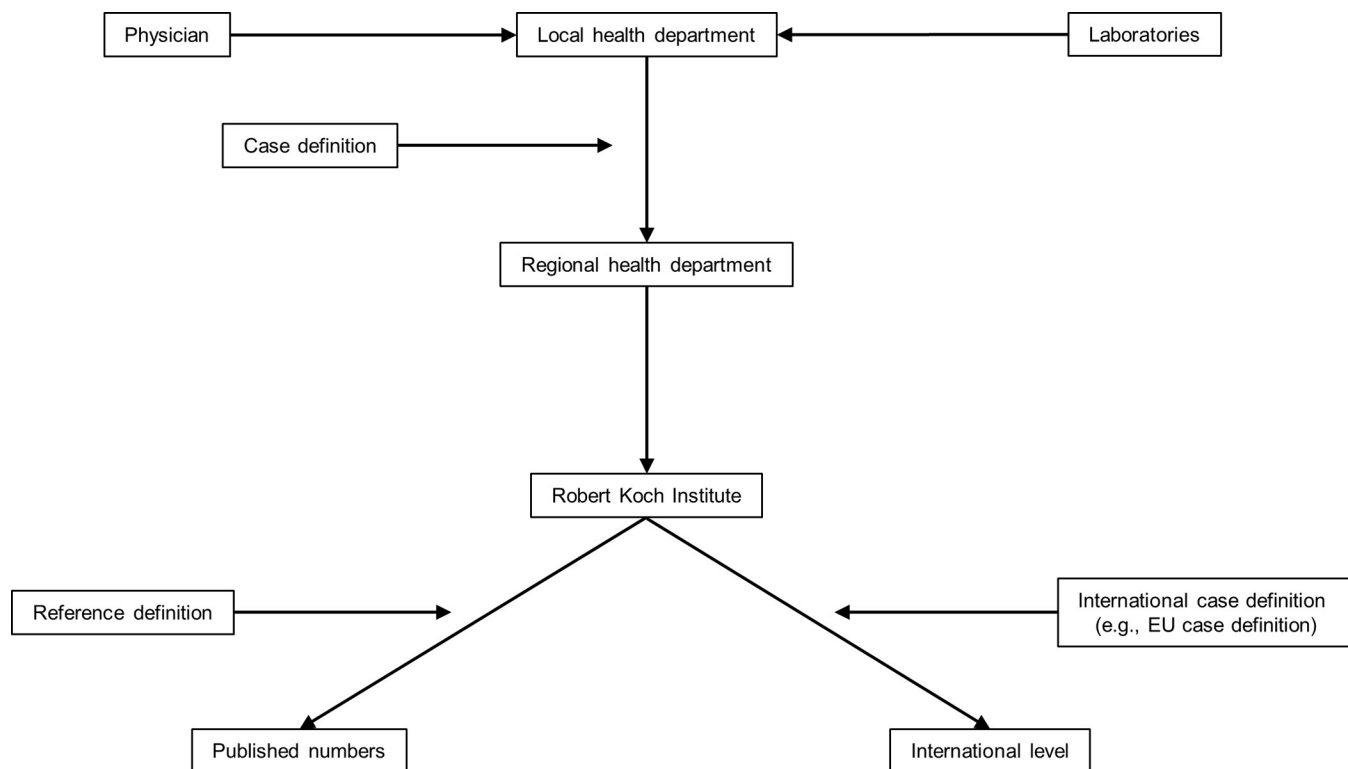 Physician
Local health department
Laboratories
Case definition
Regional health department
Robert Koch Institute
Reference definition
International case definition
(e.g., EU case definition)
Published numbers
International level